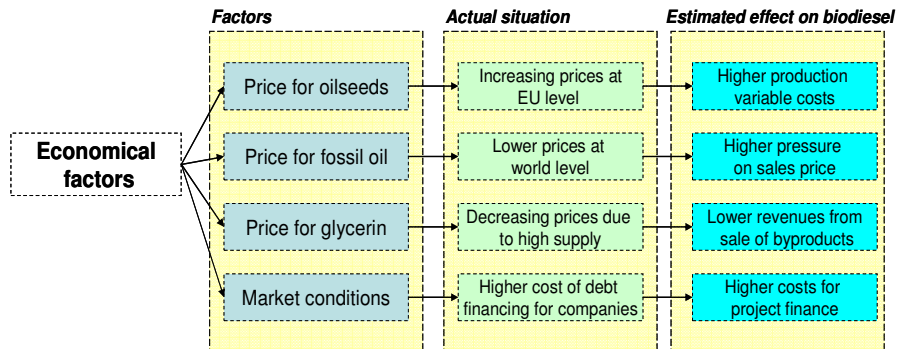 Factors
Actual situation
Estimated effect on biodiesel
Economical
factors
Price for oilseeds
Increasing prices at
EU level
Higher production
variable costs
Price for fossil oil
Lower prices at
world level
Higher pressure
on sales price
Price for glycerin
Decreasing prices due
to high supply
Lower revenues from
sale of byproducts
Market conditions
Higher cost of debt
financing for companies
Higher costs for
project finance